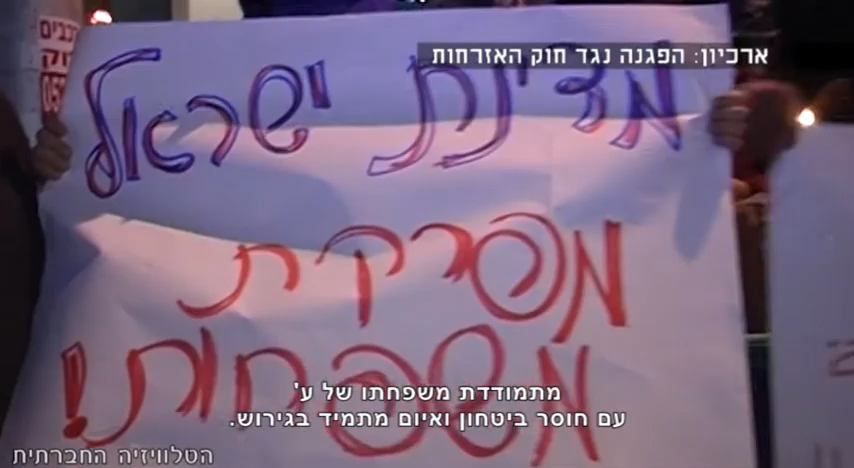 ארכיון: הפגנה נגד חוק האזרחות
מדינת ישראל
מפרקת
משפחות!
מתמודדת משפחתו של ע'
עם חוסר ביטחון ואיום מתמיד בגירוש.
הטלוויזיה החברתית